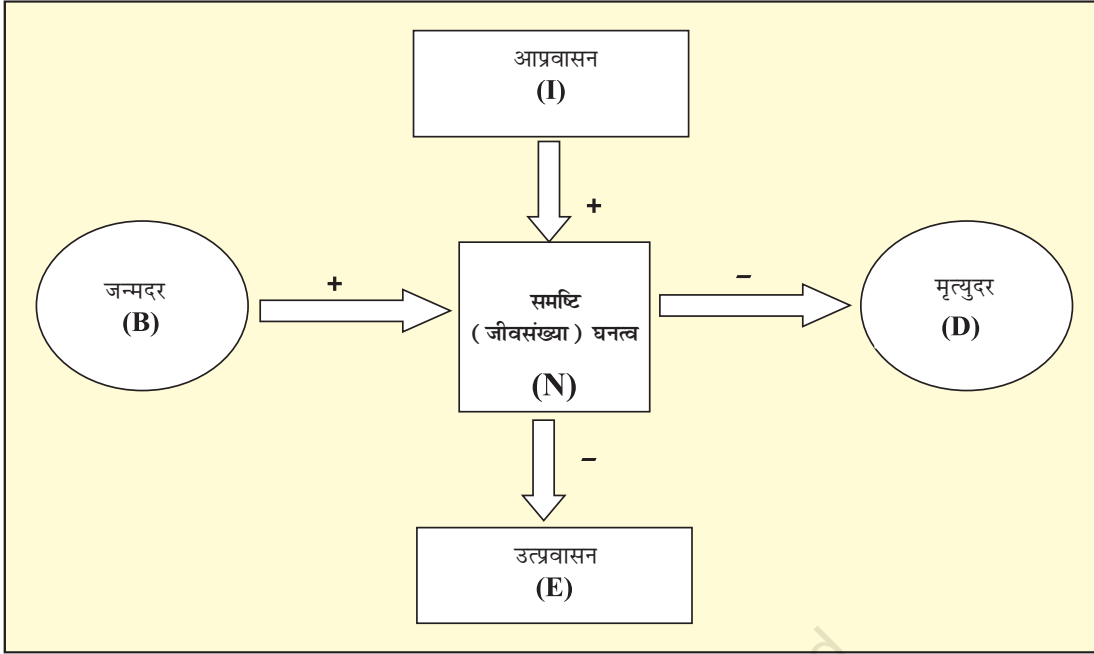 आप्रवासन
(I)
+
जन्मदर
(B)
+
समष्टि
( जीवसंख्या ) घनत्व
(N)
–
मृत्युदर
(D)
–
उत्प्रवासन
(E)